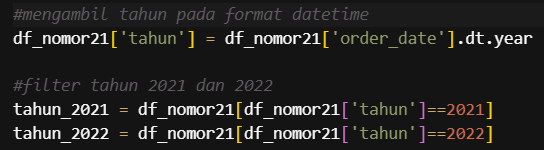 #mengambil tahun pada format datetime
df_nomor21['tahun'] = df_nomor21['order_date'].dt.year
#filter tahun 2021 dan 2022
tahun_2021 = df_nomor21[df_nomor21['tahun']==2021]
tahun_2022 = df_nomor21[df_nomor21['tahun']==2022]